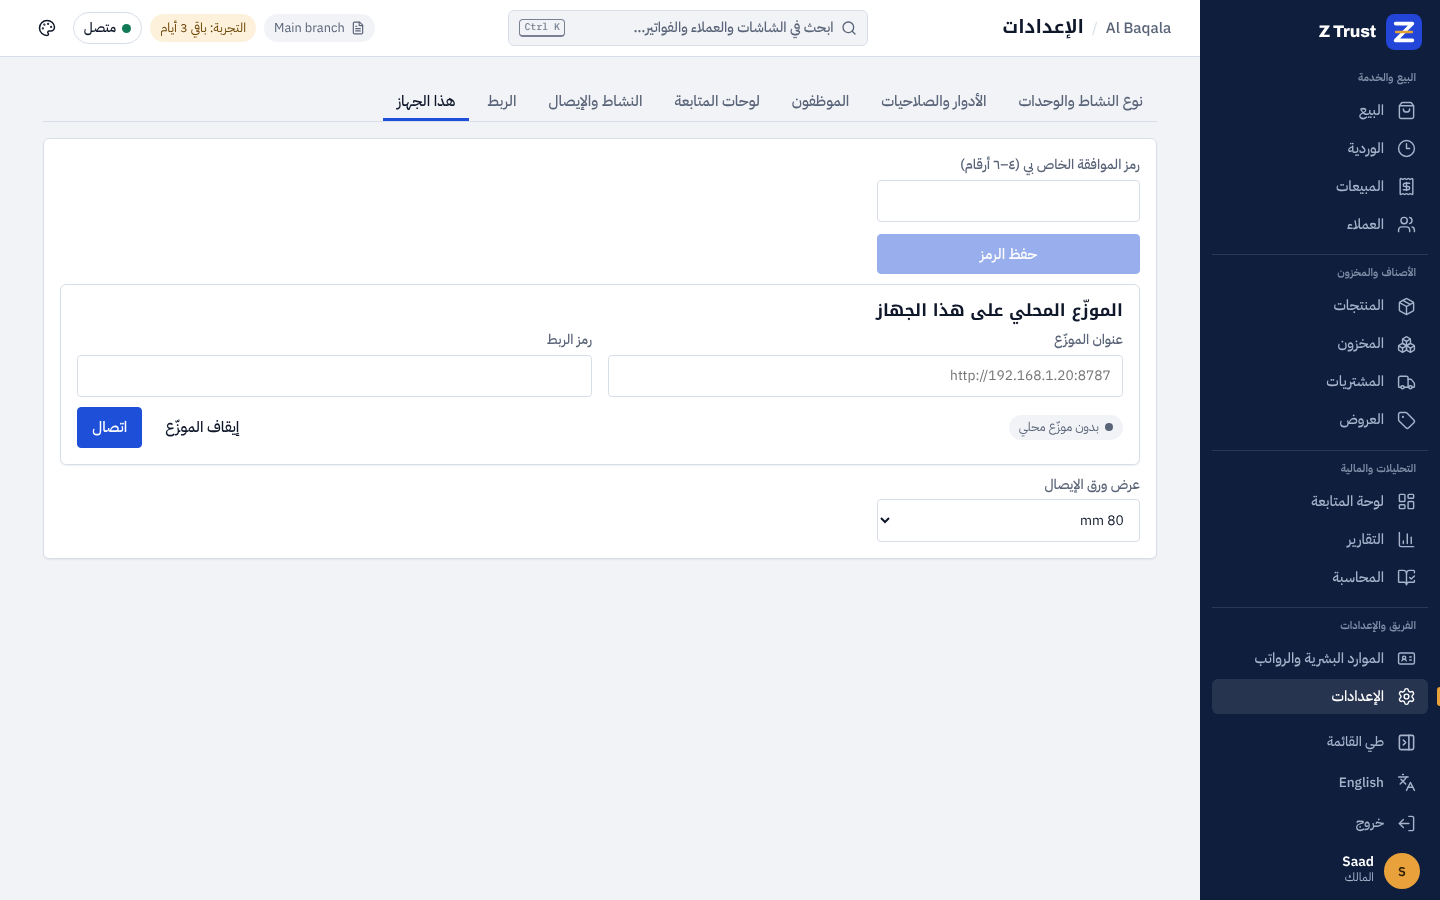 Z Trust
البيع والخدمة
البيع
الوردية
المبيعات
العملاء
الأصناف والمخزون
المنتجات
المخزون
المشتريات
العروض
التحليلات والمالية
لوحة المتابعة
التقارير
المحاسبة
الفريق والإعدادات
الموارد البشرية والرواتب
الإعدادات
طي القائمة
English
خروج
Saad
المالك
S
Al Baqala / الإعدادات
ابحث في الشاشات والعملاء والفواتير... Ctrl K
Main branch
التجربة: باقي 3 أيام
متصل
نوع النشاط والوحدات الأدوار والصلاحيات الموظفون لوحات المتابعة النشاط والإيصال الربط هذا الجهاز
رمز الموافقة الخاص بي (٤–٦ أرقام)
حفظ الرمز
الموزّع المحلي على هذا الجهاز
عنوان الموزّع رمز الربط
http://192.168.1.20:8787
بدون موزّع محلي إيقاف الموزّع اتصال
عرض ورق الإيصال
80 mm